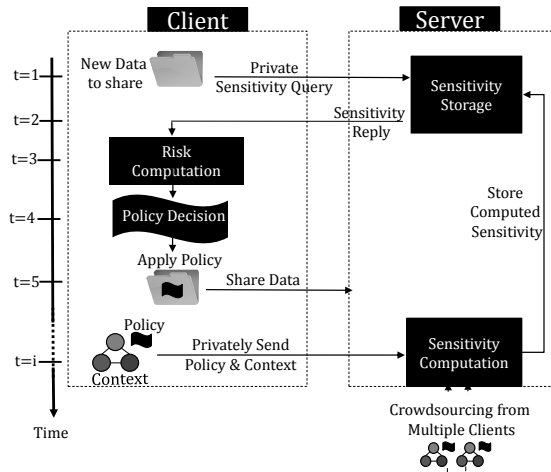 Client
Server
t=1
New Data
to share
Private
Sensitivity Query
Sensitivity
Storage
t=2
Sensitivity
Reply
t=3
Risk
Computation
t=4
Policy Decision
Store
Computed
Sensitivity
Apply Policy
t=5
Share Data
Policy
Privately Send
Policy & Context
Sensitivity
Computation
t=i
Context
Crowdsourcing from
Multiple Clients
Time